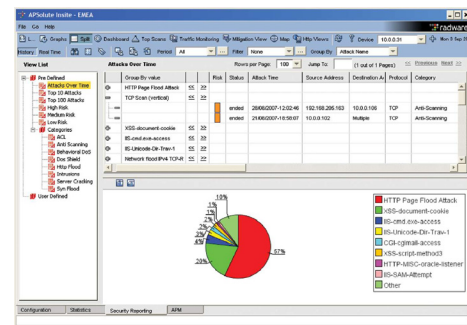 APSolute Insite - EMEA
File Go Help
radware
Graphs Split Dashboard Top Scans Traffic Monitoring Mitigation View Map Http Views Device 10.0.0.31
History Real Time Period All Filter None Group By Attack Name
View List
Attacks Over Time
Rows per Page: 100 Jump To: (1 out of 1 Pages) << Previous Next >>
Pre Defined
Attacks Over Time
Top 10 Attacks
Top 100 Attacks
High Risk
Medium Risk
Low Risk
Categories
ACL
Anti Scanning
Behavioral DoS
Dos Shield
Http Flood
Intrusions
Server Cracking
Syn Flood
User Defined
Group By value << >> Risk Status Attack Time Source Address Destination A Protocol Category
HTTP Page Flood Attack << >>
TCP Scan (vertical) << >>
ended 28/06/2007-12:02:46 192.168.206.163 10.0.0.106 TCP Anti-Scanning
ended 21/06/2007-18:58:07 10.0.0.102 Multiple TCP Anti-Scanning
XSS-document-cookie << >>
IIS-cmd.exe-access << >>
IIS-Unicode-Dir-Trav-1 << >>
Network flood IPv4 TCP-R << >>
10%
1%
1%
2%
2%
3%
4%
20%
57%
HTTP Page Flood Attack
XSS-document-cookie
IIS-cmd.exe-access
IIS-Unicode-Dir-Trav-1
CGI-cgimail-access
XSS-script-method3
HTTP-MISC-oracle-listener
IIS-SAM-Attempt
Other
Configuration Statistics Security Reporting APM